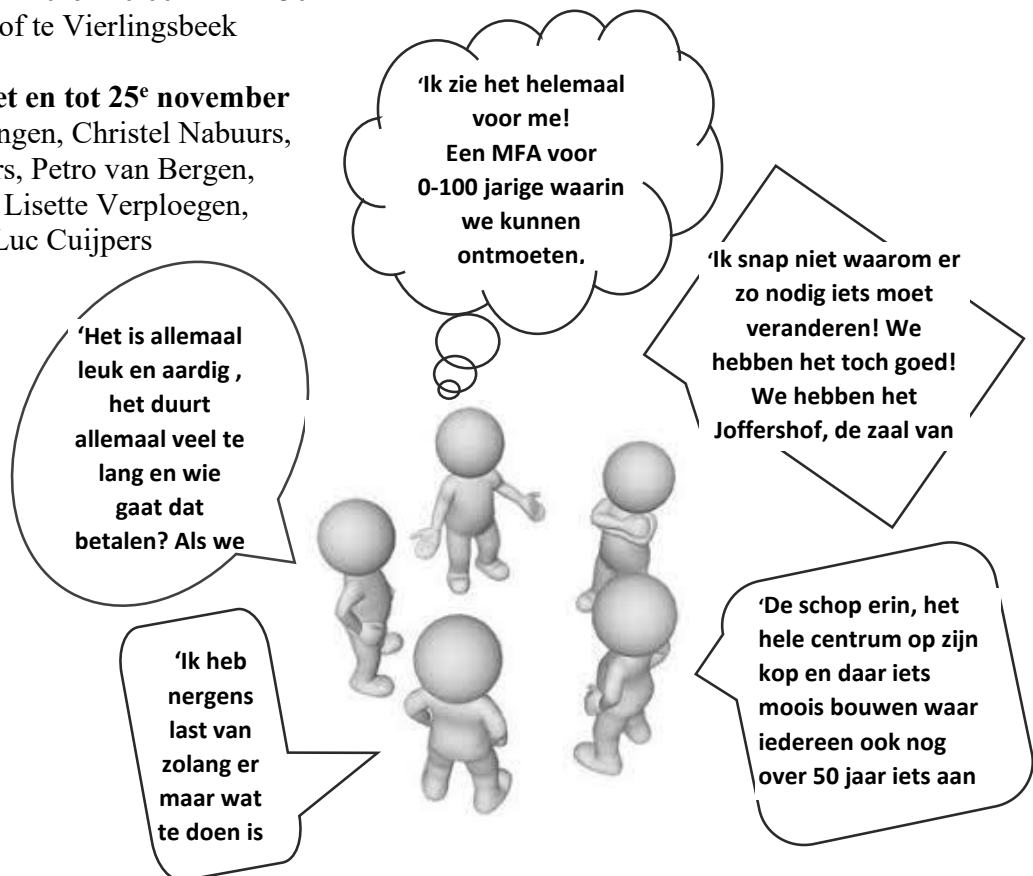 of te Vierlingsbeek
et en tot 25e november
ngen, Christel Nabuurs,
rs, Petro van Bergen,
Lisette Verploegen,
Luc Cuijpers
‘Ik zie het helemaal
voor me!
Een MFA voor
0-100 jarige waarin
we kunnen
ontmoeten,
‘Ik snap niet waarom er
zo nodig iets moet
veranderen! We
hebben het toch goed!
We hebben het
Joffershof, de zaal van
‘Het is allemaal
leuk en aardig ,
het duurt
allemaal veel te
lang en wie
gaat dat
betalen? Als we
‘De schop erin, het
hele centrum op zijn
kop en daar iets
moois bouwen waar
iedereen ook nog
over 50 jaar iets aan
‘Ik heb
nergens
last van
zolang er
maar wat
te doen is